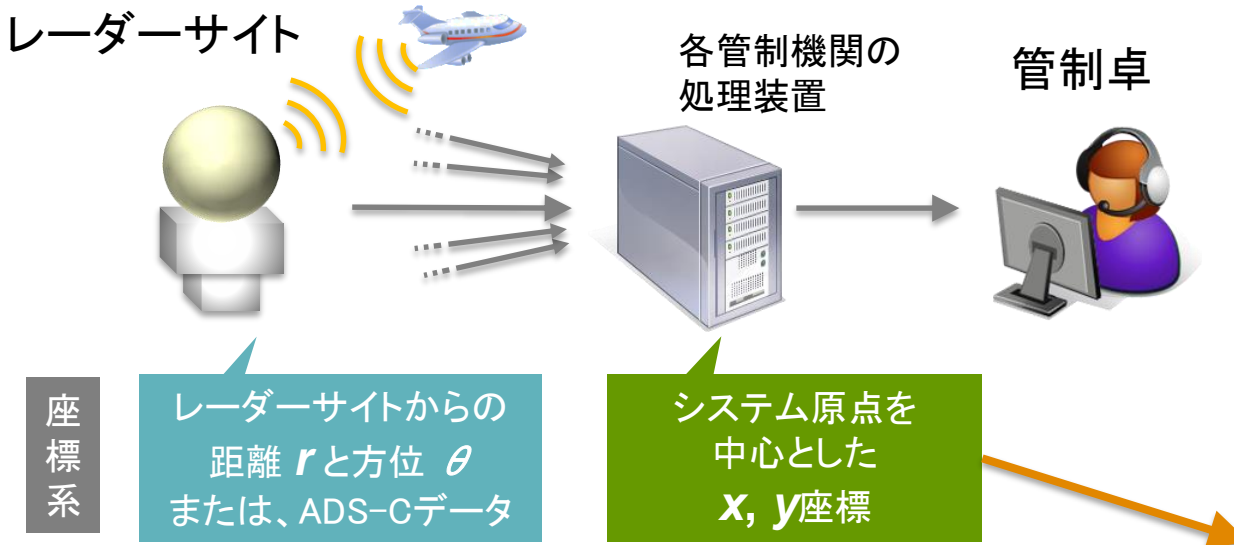 レーダーサイト
各管制機関の
処理装置
管制卓
座標系
レーダーサイトからの
距離 r と方位 θ
または、ADS-Cデータ
システム原点を
中心とした
x, y座標